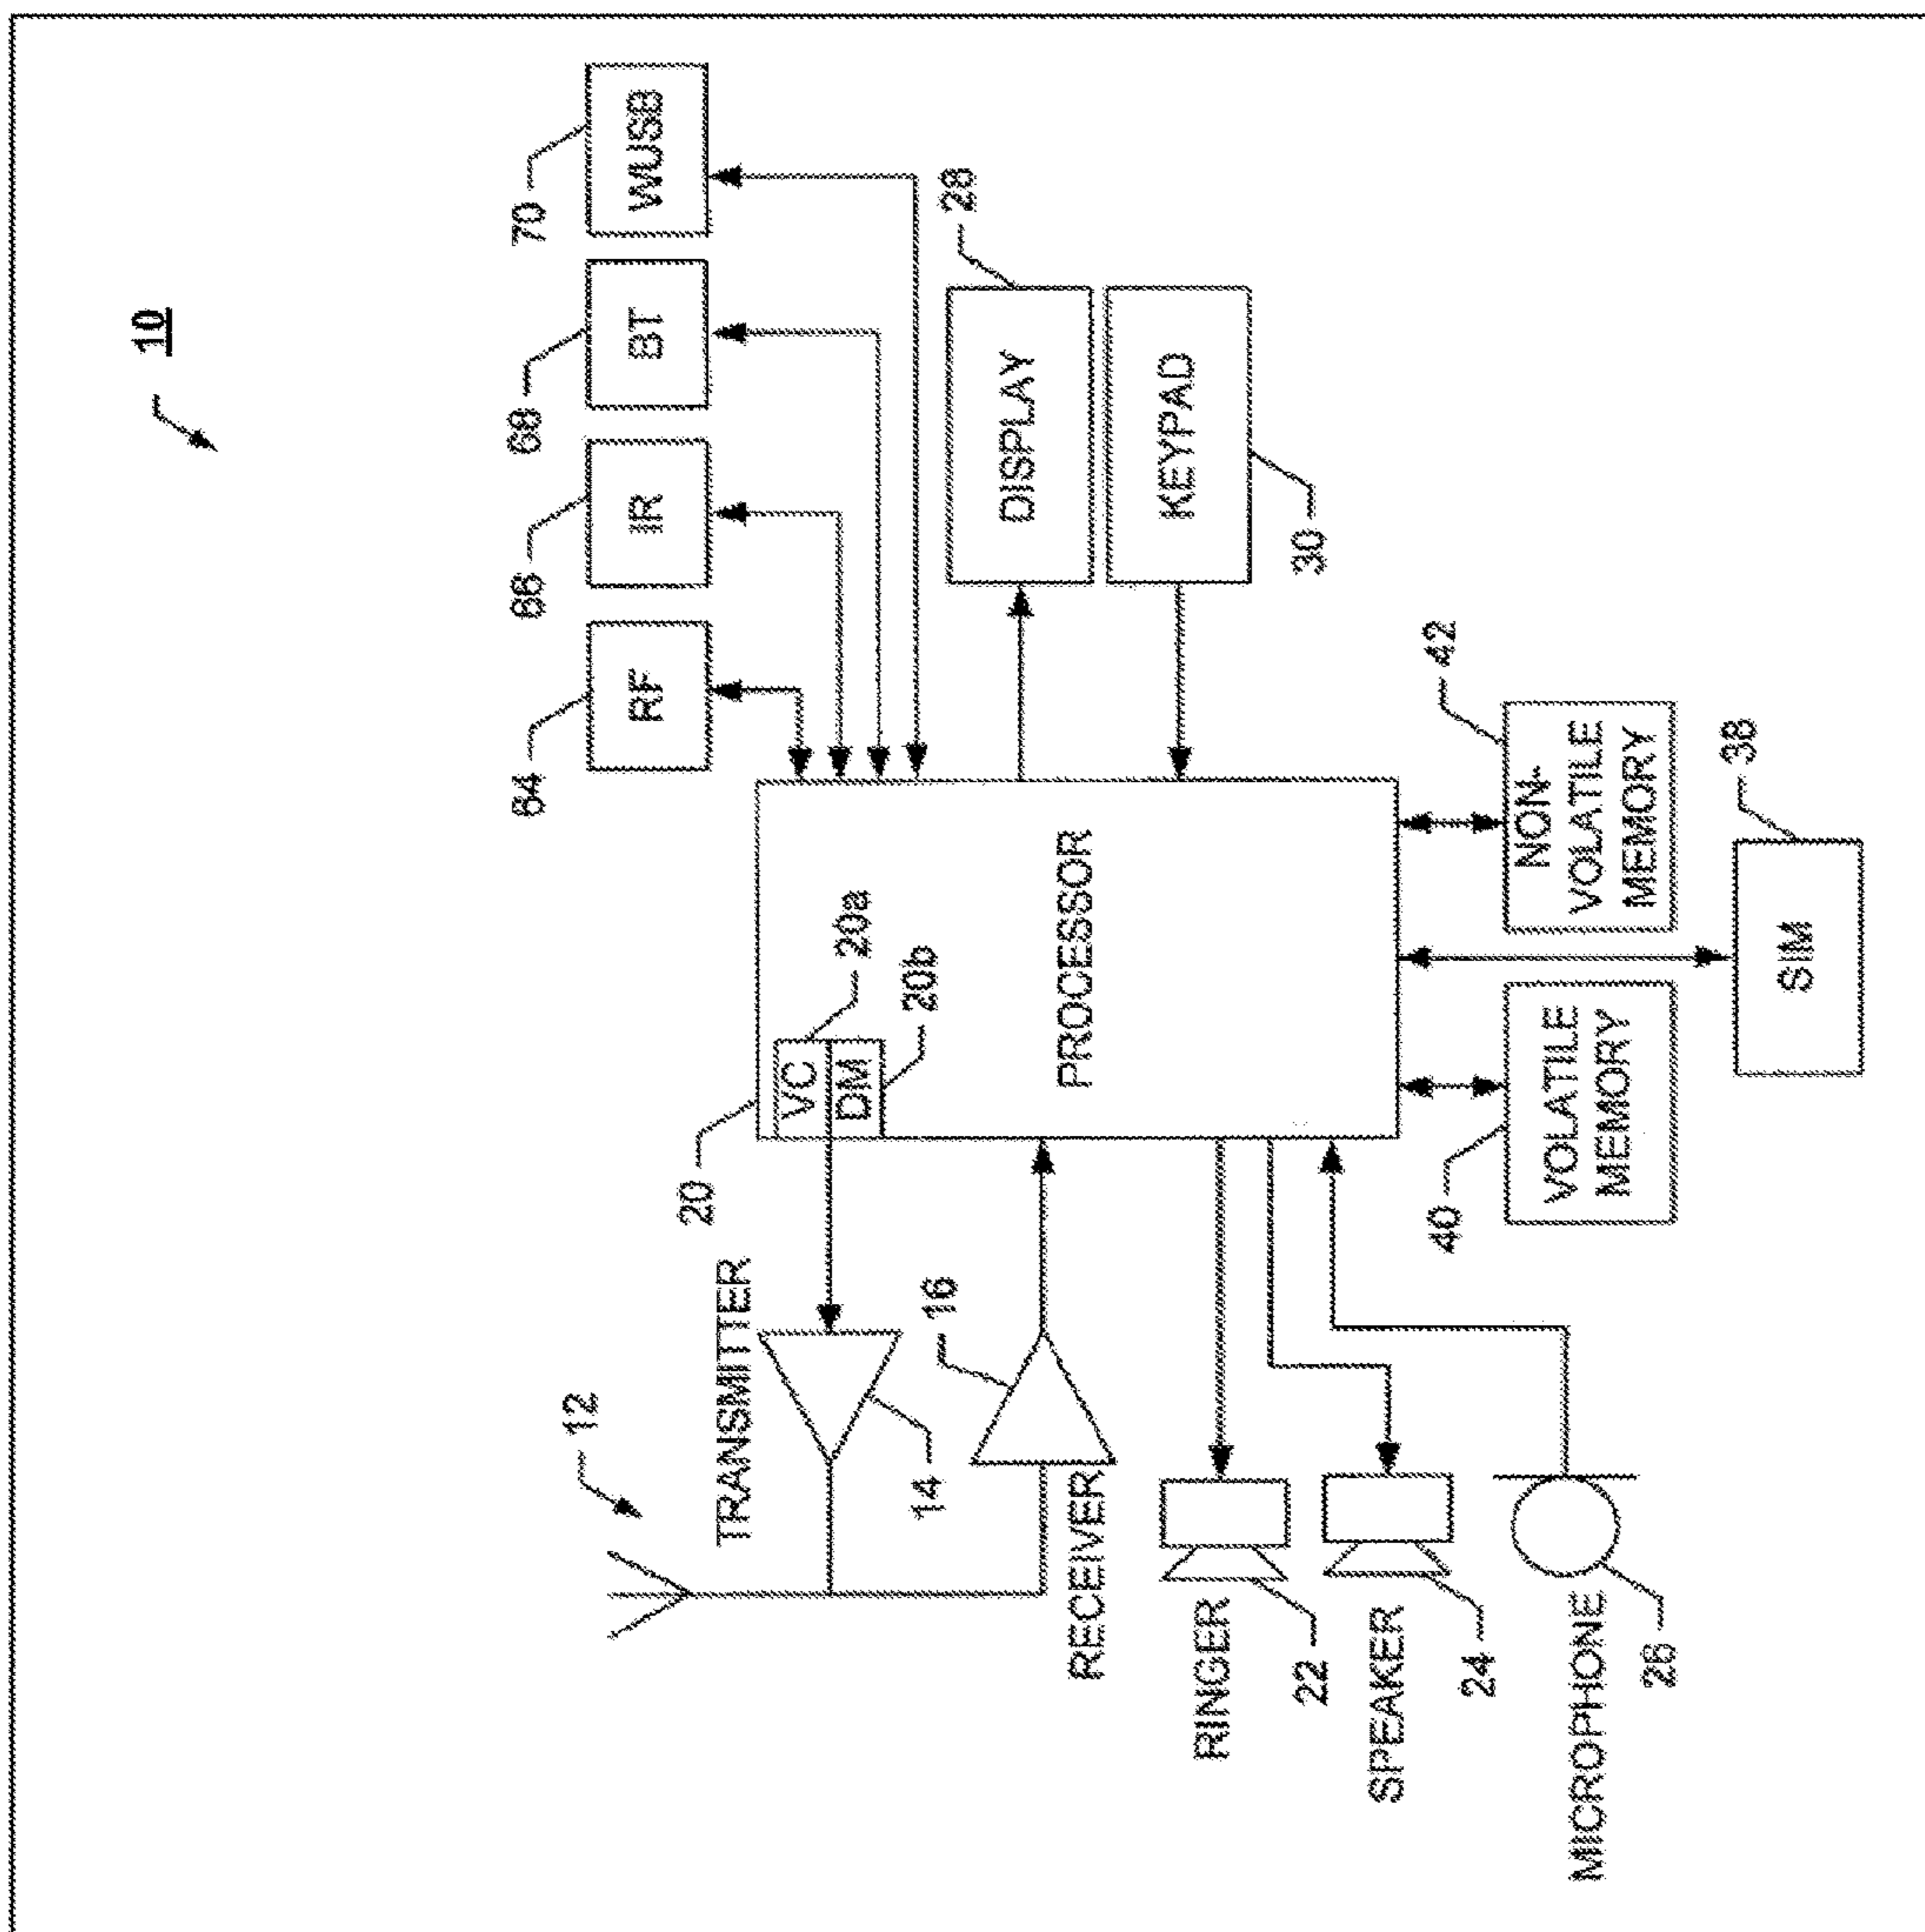 10
12
64
66
68
70
RF
IR
BT
WUSB
20
TRANSMITTER
VC
20a
DM
20b
14
16
28
DISPLAY
RECEIVER
PROCESSOR
KEYPAD
RINGER
22
30
SPEAKER
24
40
42
VOLATILE
MEMORY
NON-
VOLATILE
MEMORY
MICROPHONE
26
38
SIM